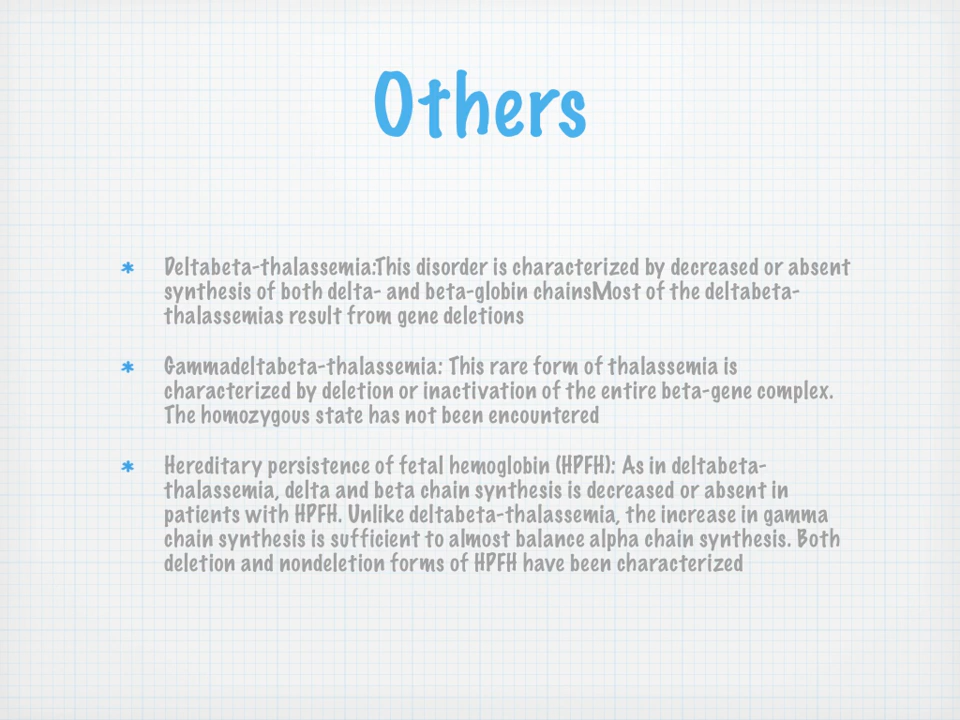 Others
* Deltabeta-thalassemia:This disorder is characterized by decreased or absent
synthesis of both delta- and beta-globin chainsMost of the deltabeta-
thalassemias result from gene deletions
* Gammadeltabeta-thalassemia: This rare form of thalassemia is
characterized by deletion or inactivation of the entire beta-gene complex.
The homozygous state has not been encountered
* Hereditary persistence of fetal hemoglobin (HPFH): As in deltabeta-
thalassemia, delta and beta chain synthesis is decreased or absent in
patients with HPFH. Unlike deltabeta-thalassemia, the increase in gamma
chain synthesis is sufficient to almost balance alpha chain synthesis. Both
deletion and nondeletion forms of HPFH have been characterized